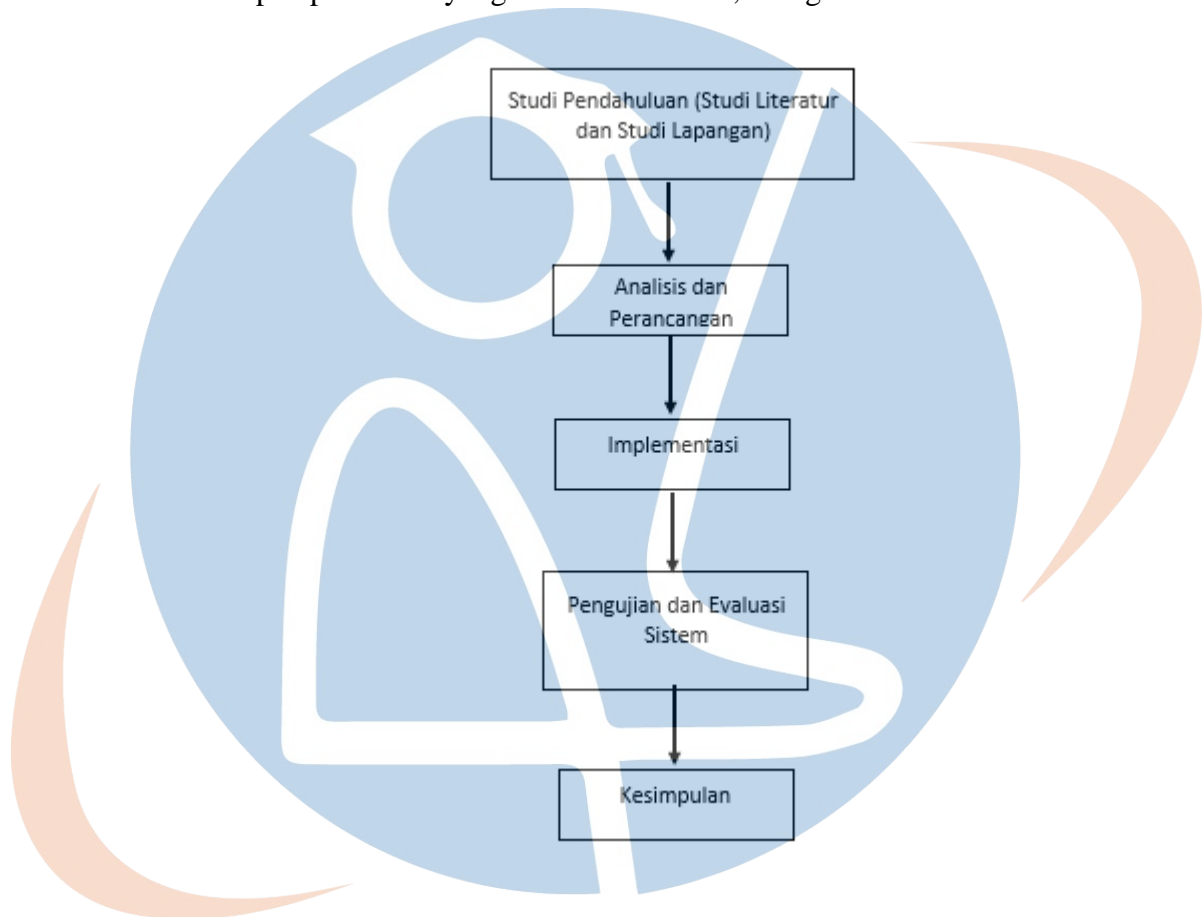 Studi Pendahuluan (Studi Literatur
dan Studi Lapangan)
Analisis dan
Perancangan
Implementasi
Pengujian dan Evaluasi
Sistem
Kesimpulan